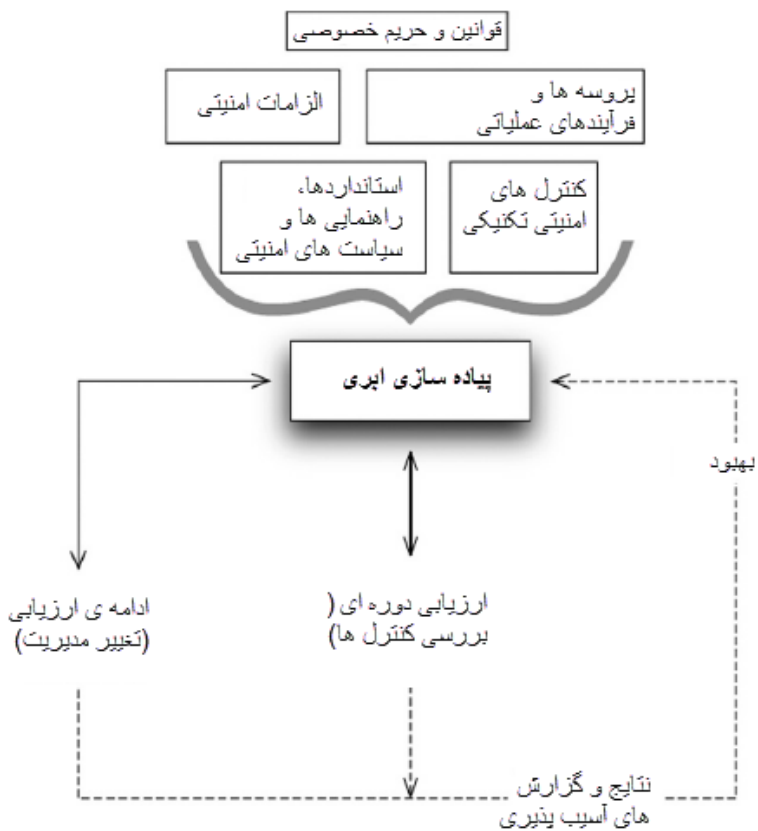 قوانین و حریم خصوصی
پروسه ها و
فرآیندهای عملیاتی
الزامات امنیتی
کنترل های
امنیتی تکنیکی
استانداردها،
راهنمایی ها و
سیاست های امنیتی
پیاده سازی ابری
بهبود
ارزیابی دوره ای (
بررسی کنترل ها)
ادامه ی ارزیابی
(تغییر مدیریت)
نتایج و گزارش
های آسیب پذیری